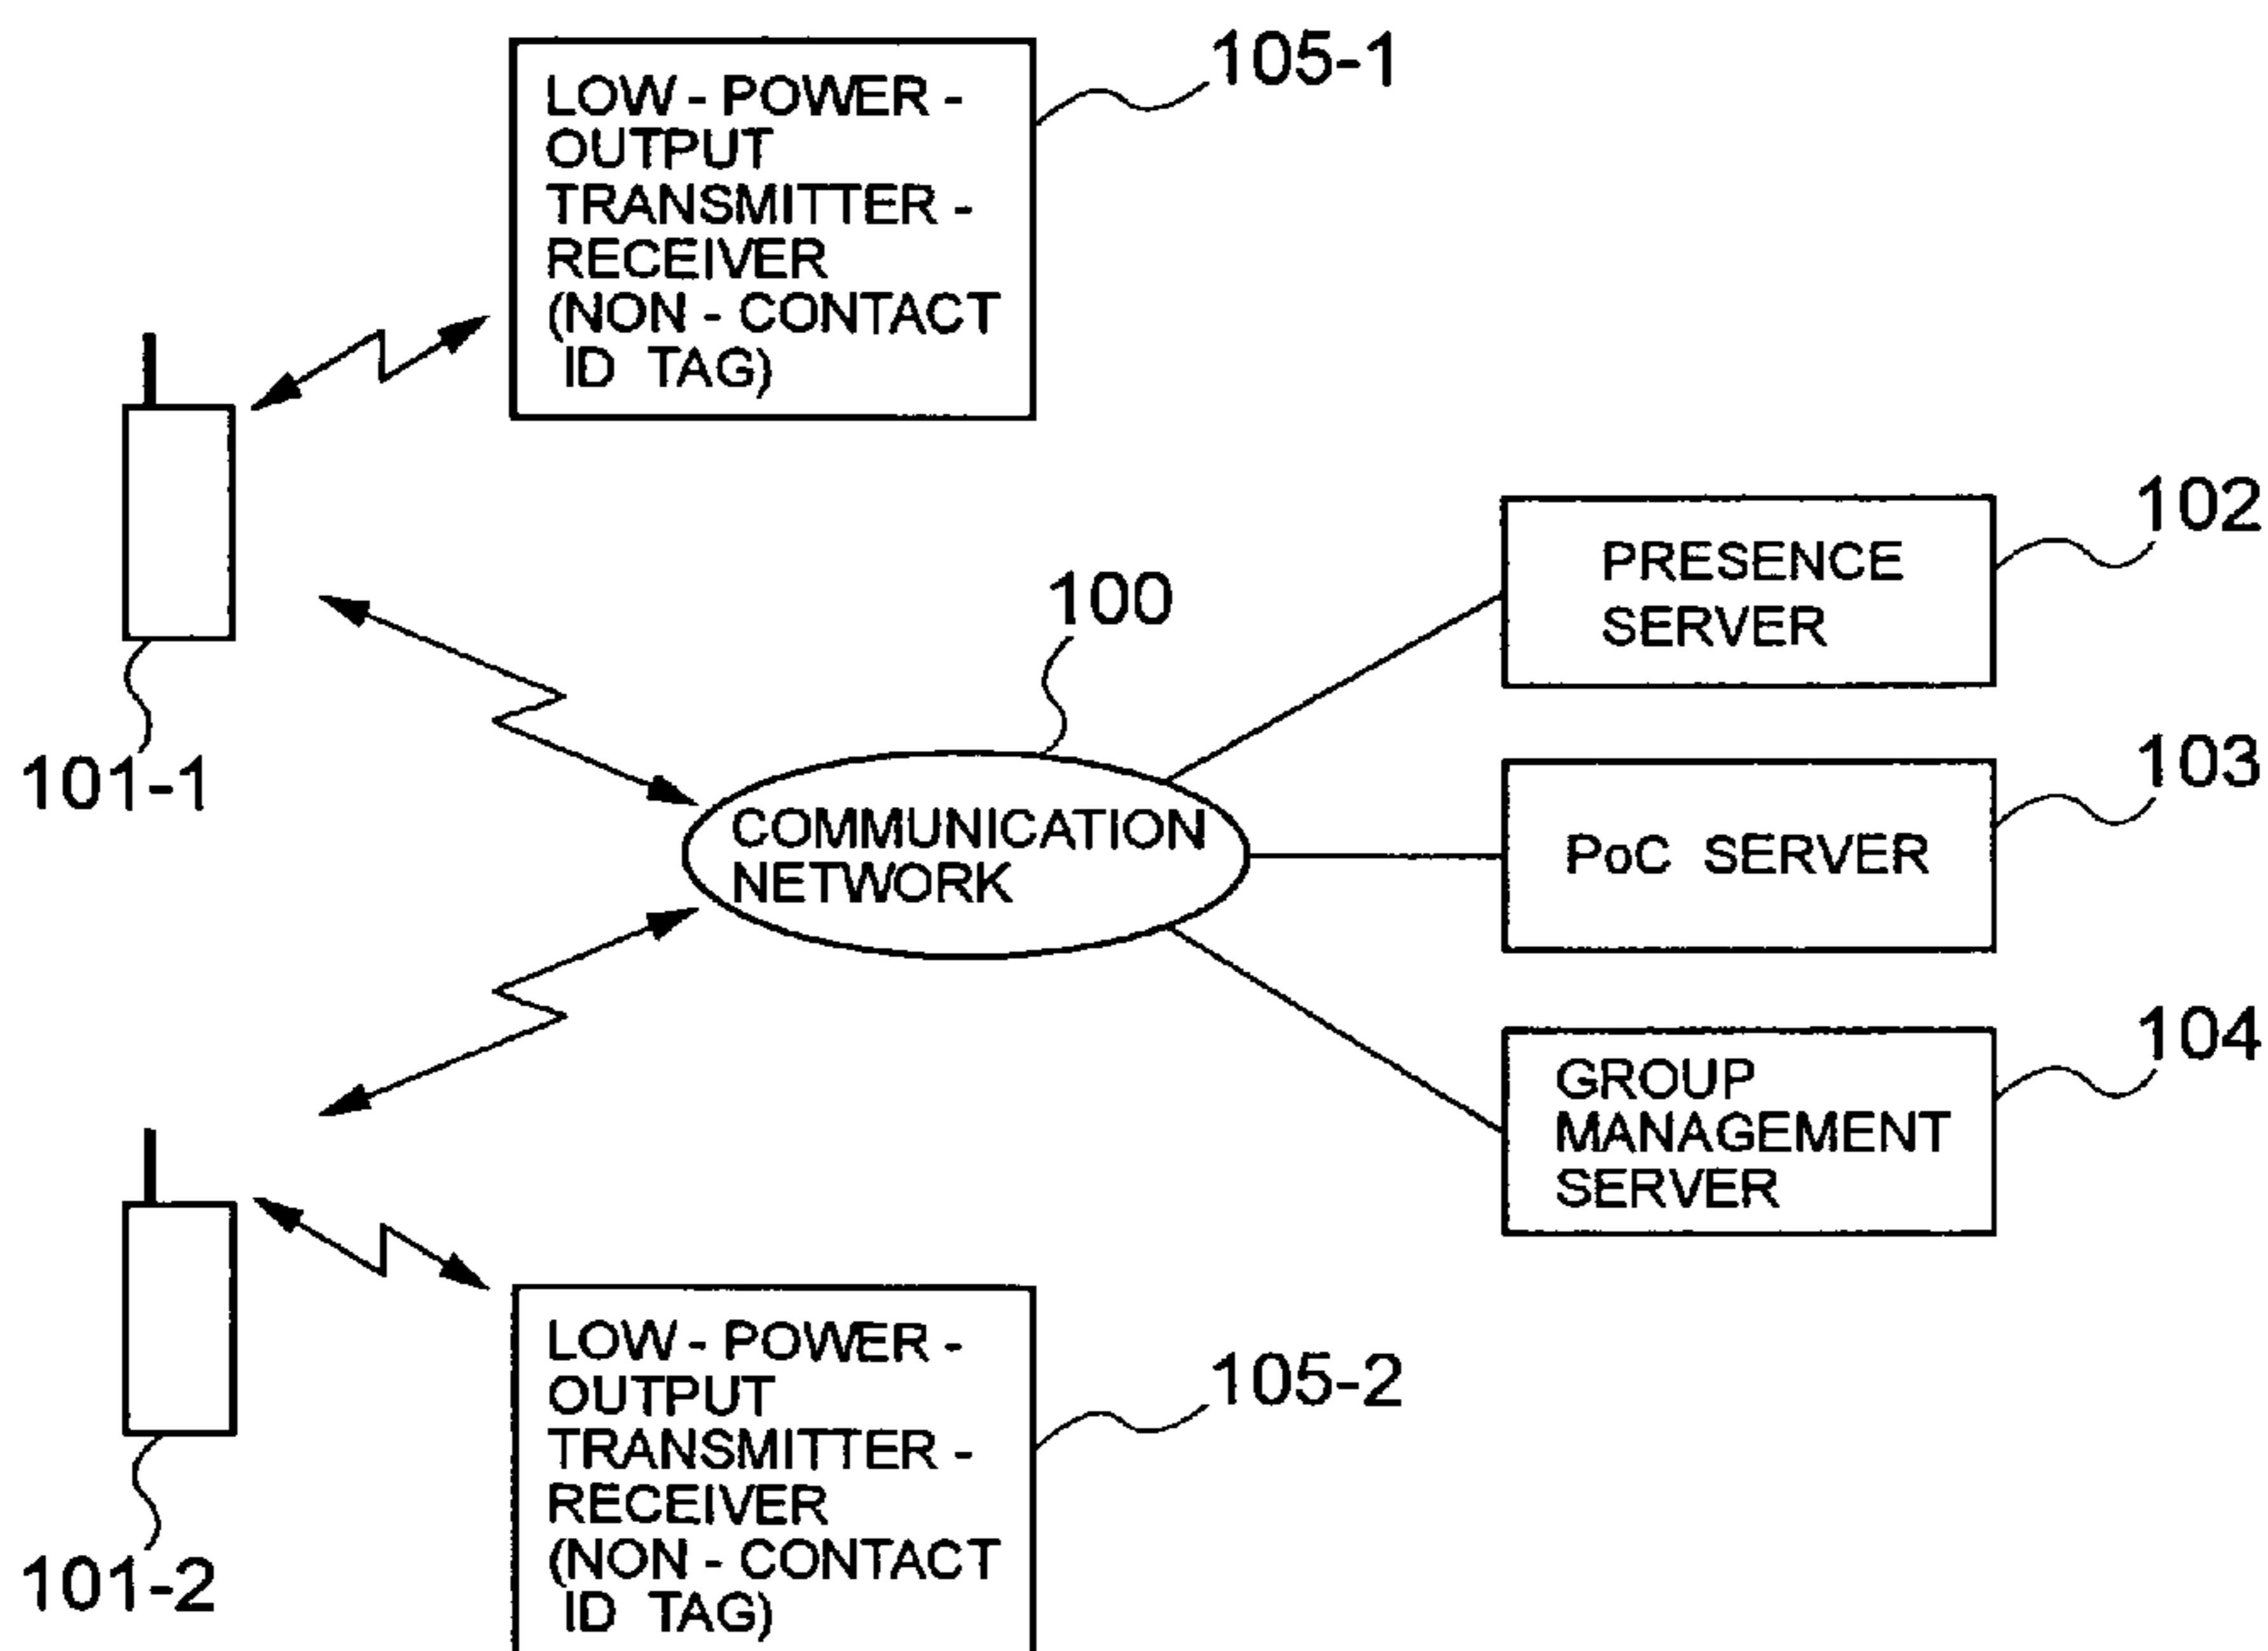 LOW - POWER -
OUTPUT
TRANSMITTER -
RECEIVER
(NON - CONTACT
ID TAG)
105-1
101-1
100
COMMUNICATION
NETWORK
PRESENCE
SERVER
102
PoC SERVER
103
GROUP
MANAGEMENT
SERVER
104
101-2
LOW - POWER -
OUTPUT
TRANSMITTER -
RECEIVER
(NON - CONTACT
ID TAG)
105-2